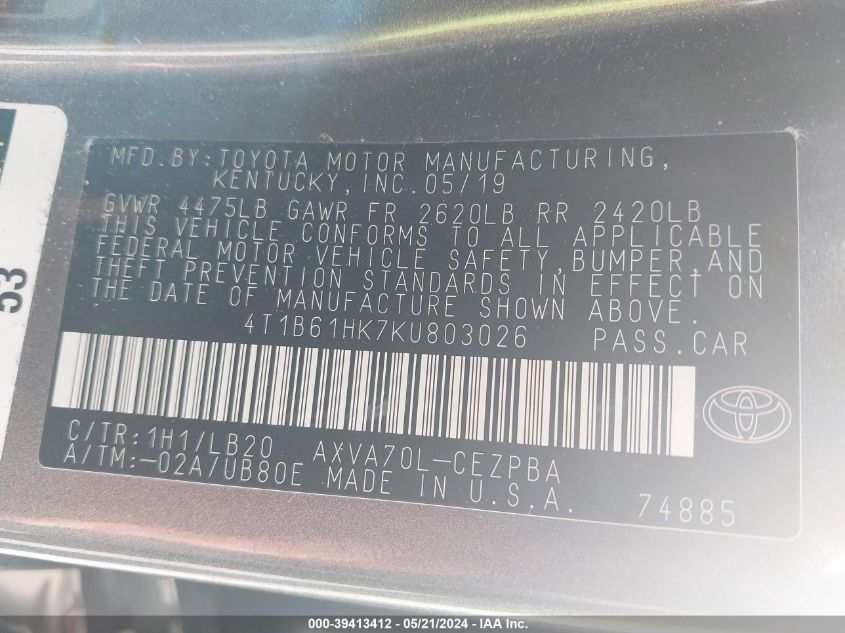 MFD.BY:TOYOTA MOTOR MANUFACTURING,
KENTUCKY, INC.05/19
GVWR 4475LB GAWR FR 2620LB RR 2420LB
THIS VEHICLE CONFORMS TO ALL APPLICABLE
FEDERAL MOTOR VEHICLE SAFETY,BUMPER,AND
THEFT PREVENTION STANDARDS IN EFFECT ON
THE DATE OF MANUFACTURE SHOWN ABOVE.
4T1B61HK7KU803026 PASS.CAR
C/TR:1H1/LB20 AXVA70L-CEZPBA
A/TM:-02A/UB80E MADE IN U.S.A. 74885
53
000-39413412 - 05/21/2024 - IAA Inc.